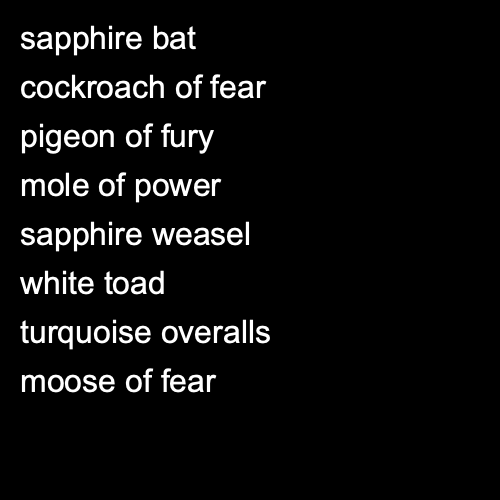 sapphire bat
cockroach of fear
pigeon of fury
mole of power
sapphire weasel
white toad
turquoise overalls
moose of fear